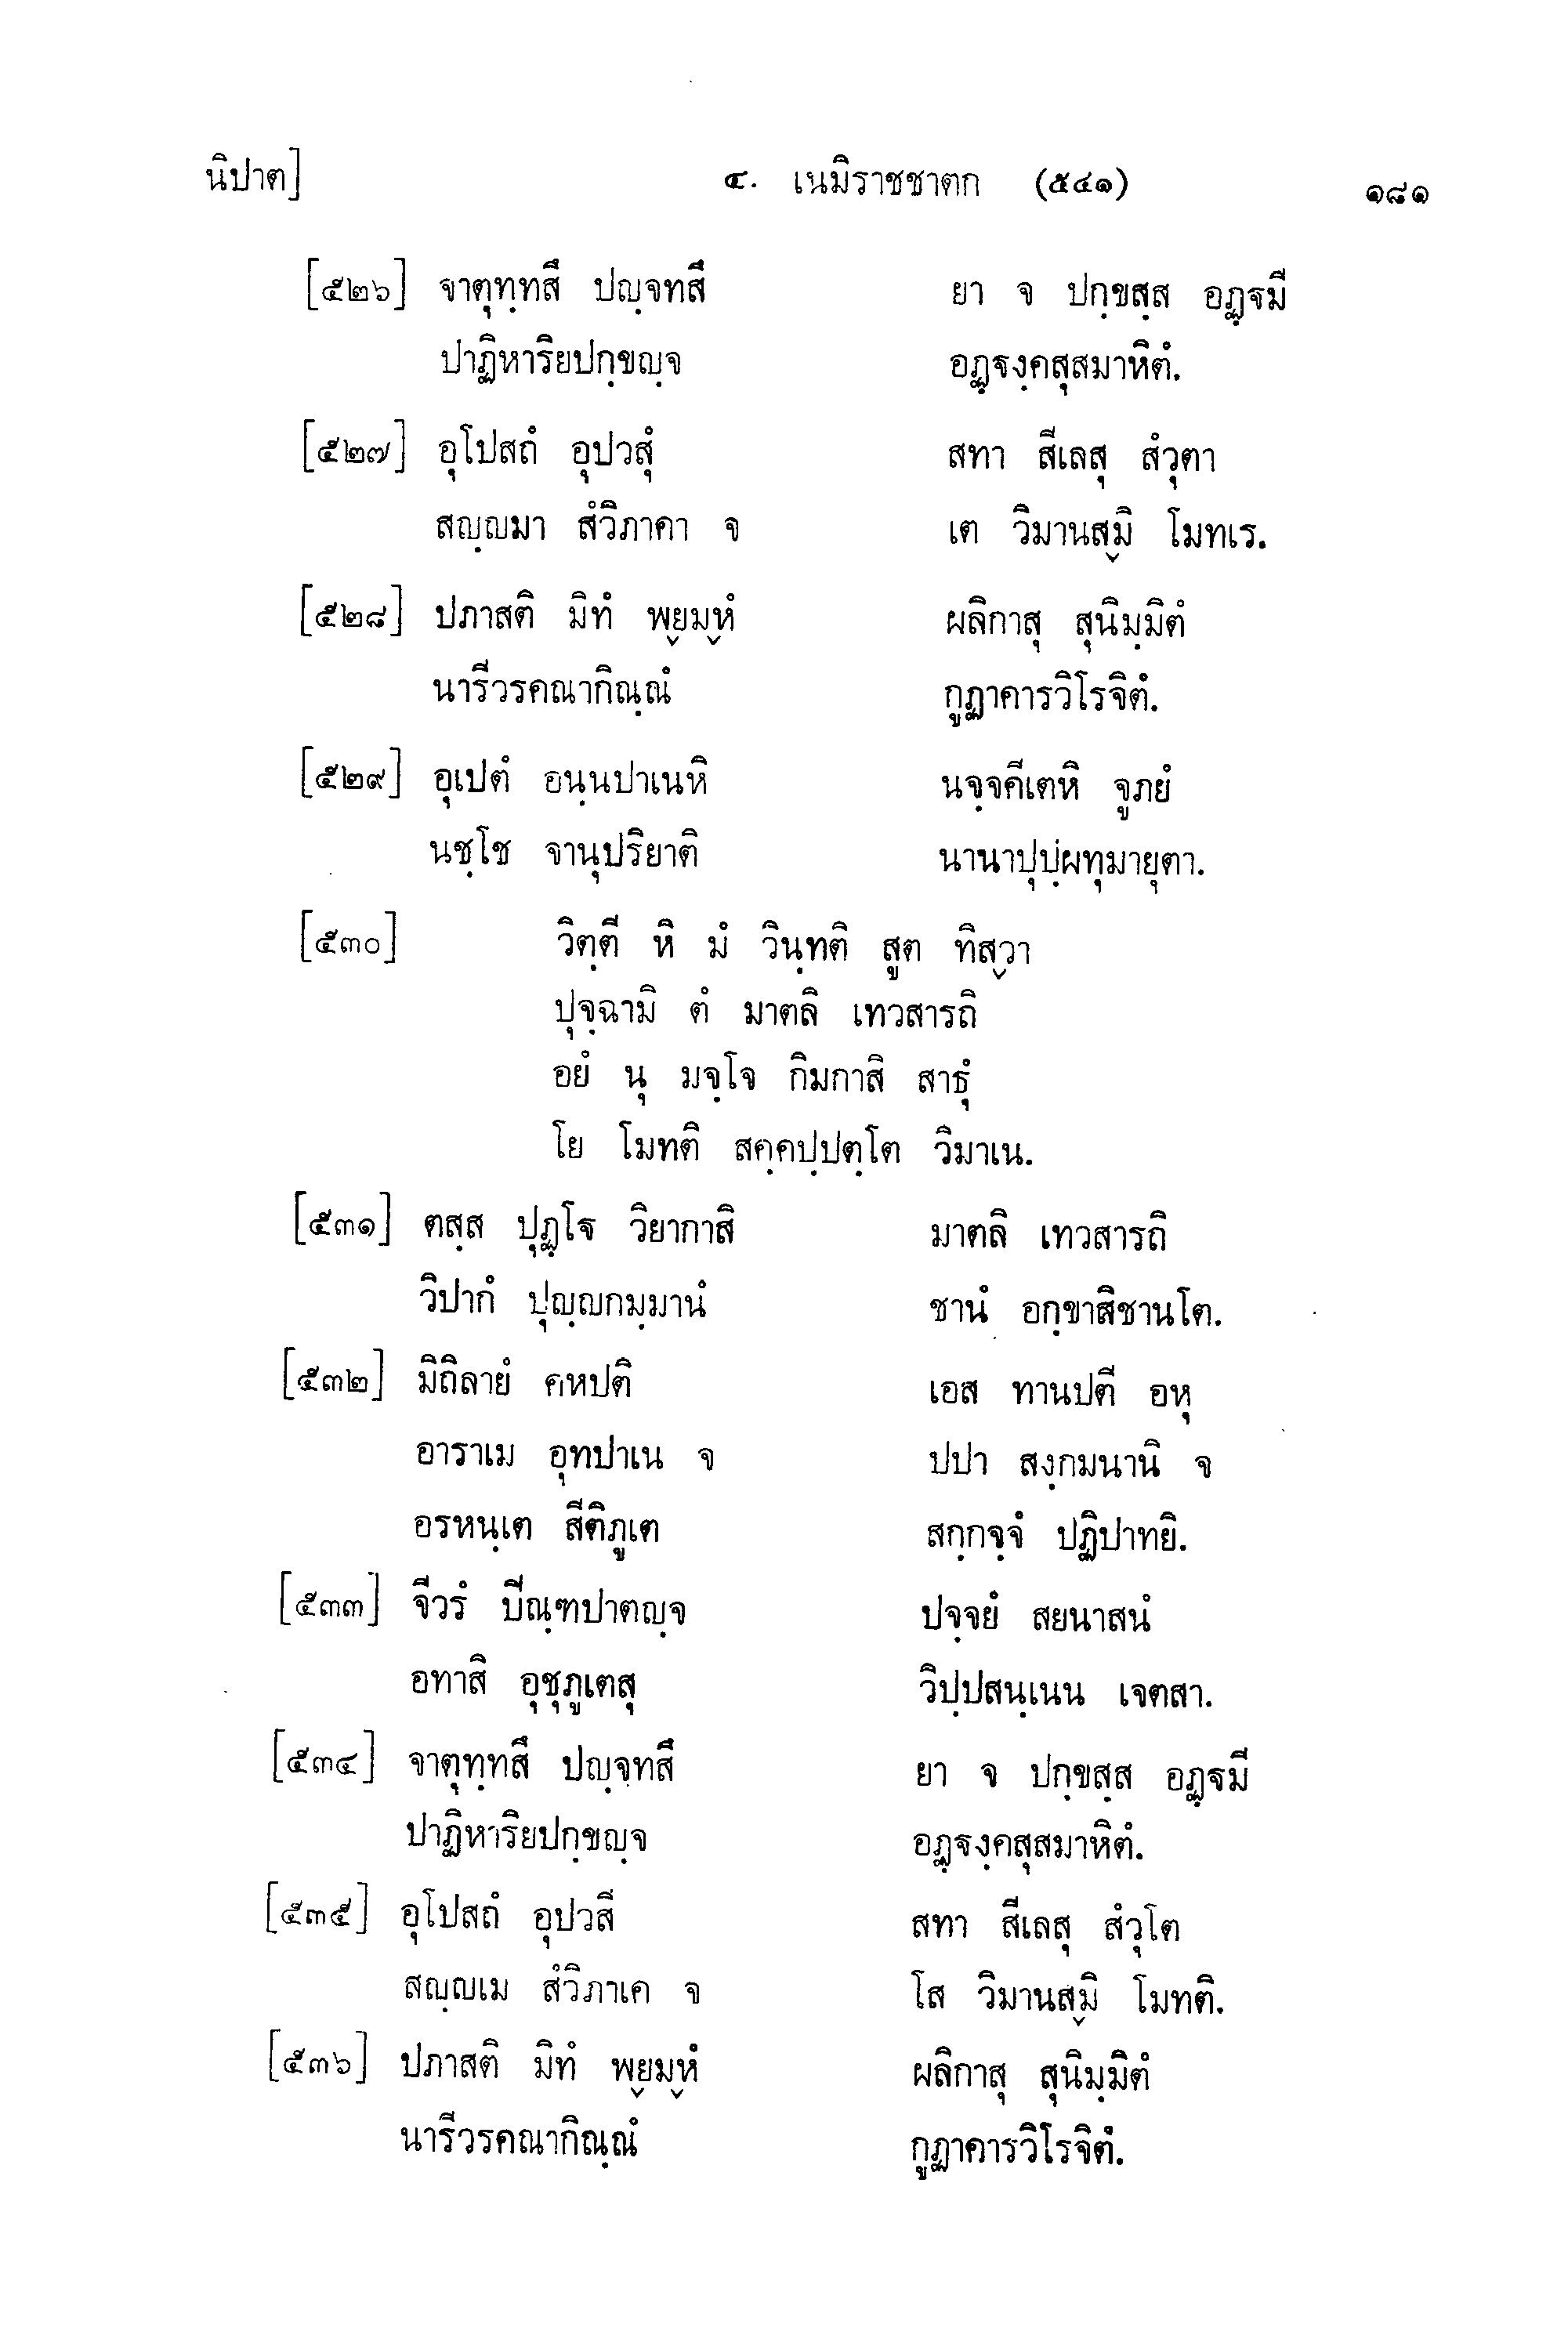 นิปาต] ๔. เนมิราชชาตก (๕๔๑) ๑๘๑
[๕๒๖] จาตุทฺทสึ ปญฺจทสึ ยา จ ปกฺขสฺส อฏฺฐมี
ปาฏิหาริยปกฺขญฺจ อฏฺฐงฺคสุสมาหิตํ.
[๕๒๗] อุโปสถํ อุปวสุํ สทา สีเลสุ สํวุตา
สญฺญมา สํวิภาคา จ เต วิมานสฺมิ โมทเร.
[๕๒๘] ปภาสติ มิทํ พฺยมฺหํ ผลิกาสุ สุนิมฺมิตํ
นารีวรคณากิณฺณํ กูฏาคารวิโรจิตํ.
[๕๒๙] อุเปตํ อนฺนปาเนหิ นจฺจคีเตหิ จูภยํ
นชฺโช จานุปริยาติ นานาปุปฺผทุมายุตา.
[๕๓๐] วิตฺตี หิ มํ วินฺทติ สูต ทิสฺวา
ปุจฺฉามิ ตํ มาตลิ เทวสารถิ
อยํ นุ มจฺโจ กิมกาสิ สาธุํ
โย โมทติ สคฺคปฺปตฺโต วิมาเน.
[๕๓๑] ตสฺส ปุฏฺโฐ วิยากาสิ มาตลิ เทวสารถิ
วิปากํ ปุญฺญกมฺมานํ ชานํ อกฺขาสิชานโต.
[๕๓๒] มิถิลายํ คหปติ เอส ทานปตี อหุ
อาราเม อุทปาเน จ ปปา สงฺกมนานิ จ
อรหนฺเต สีติภูเต สกฺกจฺจํ ปฏิปาทยิ.
[๕๓๓] จีวรํ ปิณฺฑปาตญฺจ ปจฺจยํ สยนาสนํ
อทาสิ อุชุภูเตสุ วิปฺปสนฺเนน เจตสา.
[๕๓๔] จาตุทฺทสึ ปญฺจทสึ ยา จ ปกฺขสฺส อฏฺฐมี
ปาฏิหาริยปกฺขญฺจ อฏฺฐงฺคสุสมาหิตํ.
[๕๓๕] อุโปสถํ อุปวสิ สทา สีเลสุ สํวุโต
สญฺญเม สํวิภาเค จ โส วิมานสฺมิ โมทติ.
[๕๓๖] ปภาสติ มิทํ พฺยมฺหํ ผลิกาสุ สุนิมฺมิตํ
นารีวรคณากิณฺณํ กูฏาคารวิโรจิตํ.